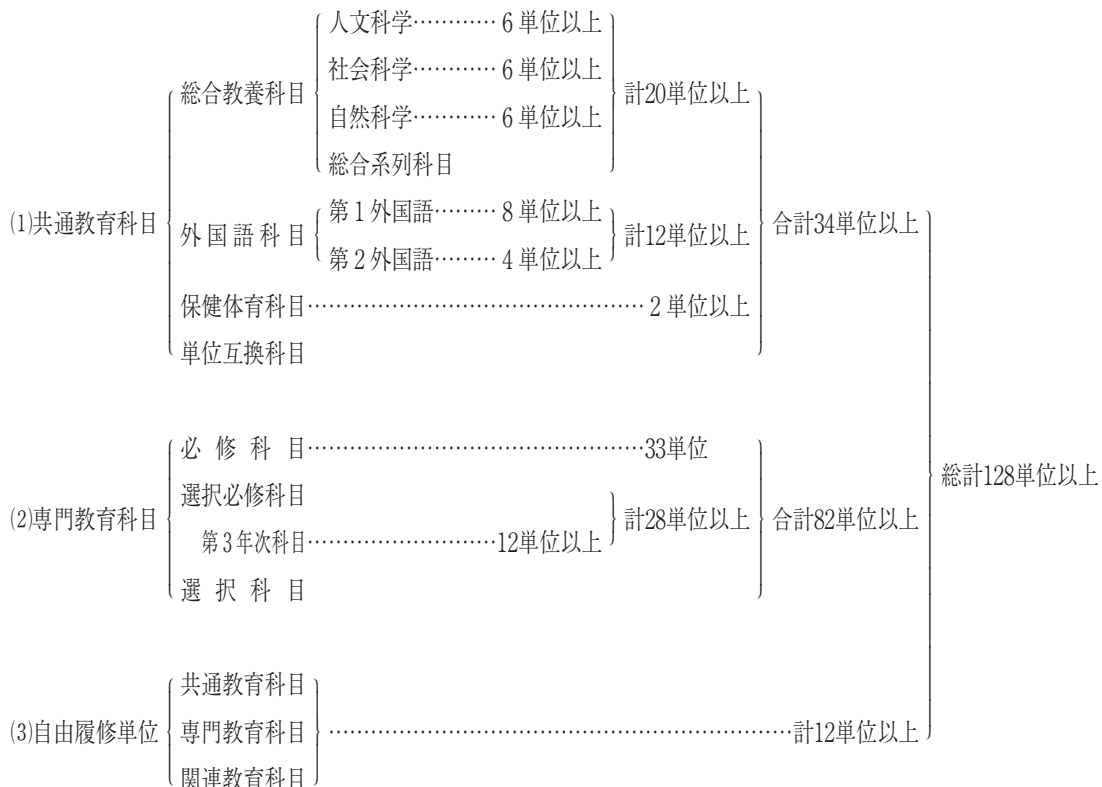 人文科学………… 6 単位以上
社会科学………… 6 単位以上
総合教養科目 計20単位以上
自然科学………… 6 単位以上
総合系列科目
第1外国語……… 8 単位以上
(1)共通教育科目 外国語科目 計12単位以上 合計34単位以上
第2外国語……… 4 単位以上
保健体育科目………………………………………… 2 単位以上
単位互換科目
必修科目…………………………………………33単位
総計128単位以上
選択必修科目
(2)専門教育科目 計28単位以上 合計82単位以上
第3年次科目………………………12単位以上
選択科目
共通教育科目
(3)自由履修単位 専門教育科目 …………………………………………………………計12単位以上
関連教育科目